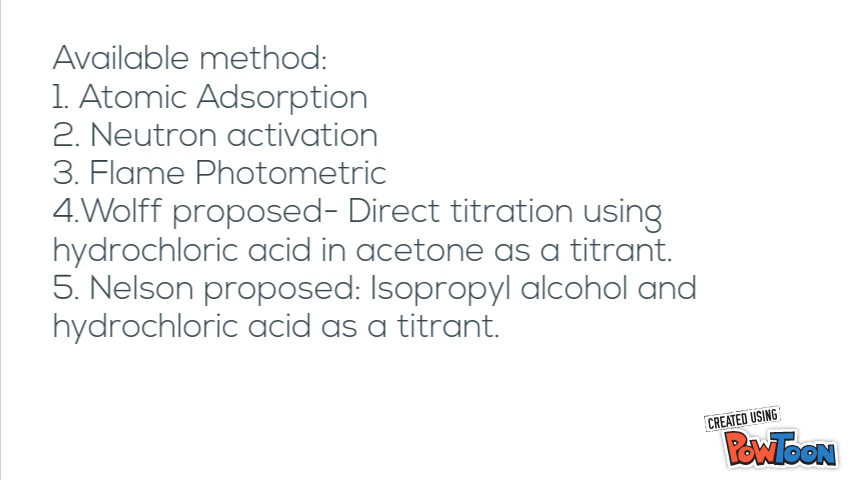 Available method:
1. Atomic Adsorption
2. Neutron activation
3. Flame Photometric
4.Wolff proposed- Direct titration using
hydrochloric acid in acetone as a titrant.
5. Nelson proposed: Isopropyl alcohol and
hydrochloric acid as a titrant.
CREATED USING
POWTOON